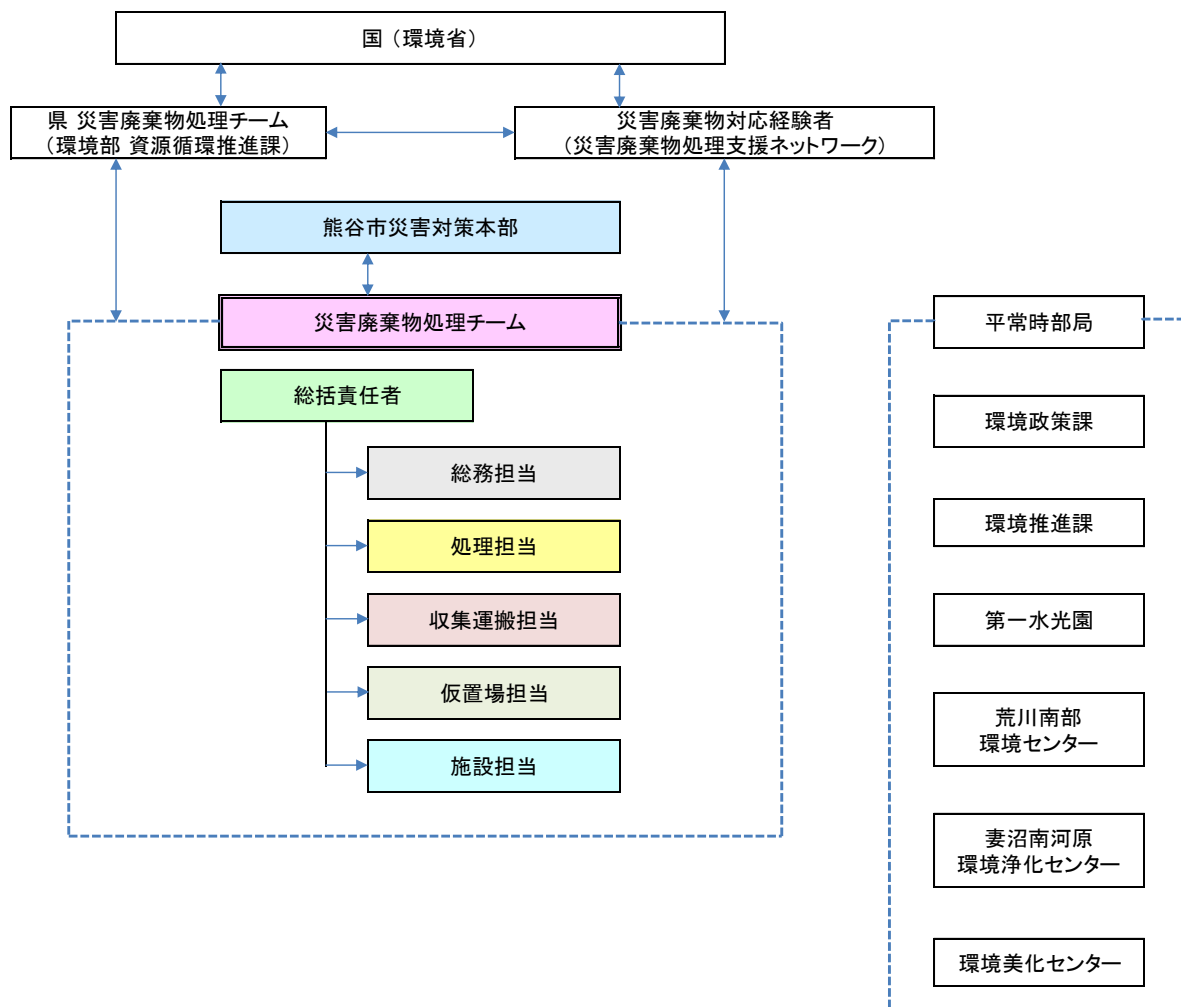 国（環境省）
県 災害廃棄物処理チーム
（環境部 資源循環推進課）
災害廃棄物対応経験者
（災害廃棄物処理支援ネットワーク）
熊谷市災害対策本部
災害廃棄物処理チーム
総括責任者
総務担当
処理担当
収集運搬担当
仮置場担当
施設担当
平常時部局
環境政策課
環境推進課
第一水光園
荒川南部
環境センター
妻沼南河原
環境浄化センター
環境美化センター